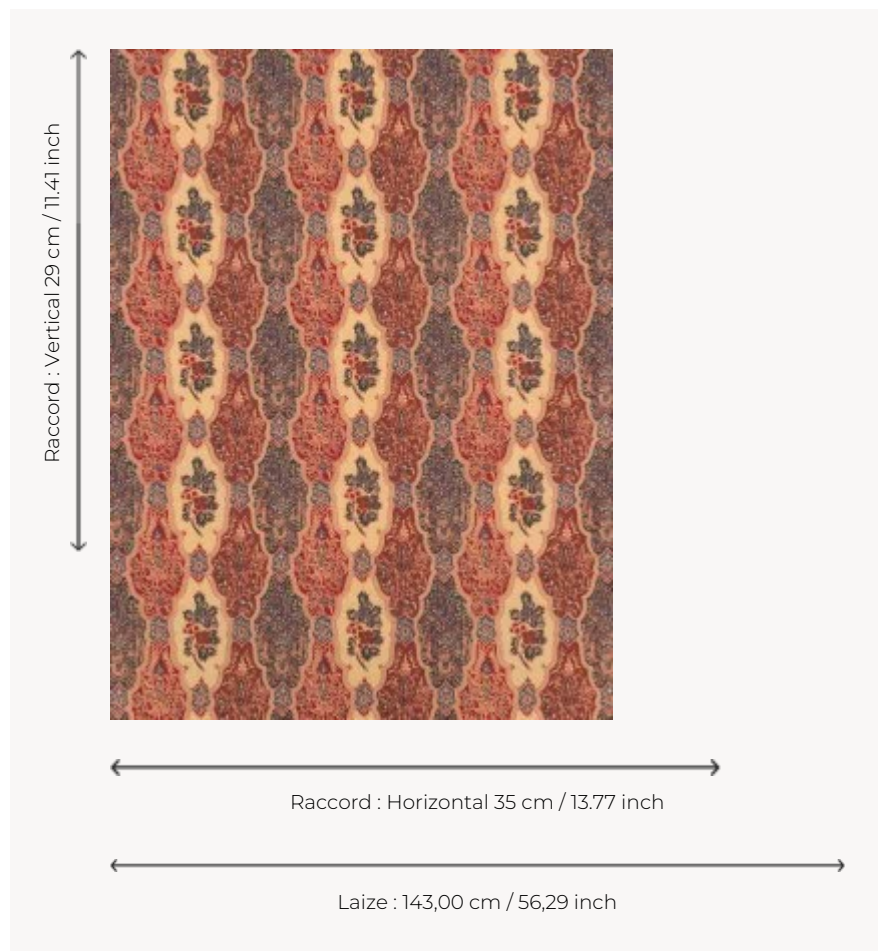 Raccord : Vertical 29 cm / 11.41 inch
Raccord : Horizontal 35 cm / 13.77 inch
Laize : 143,00 cm / 56,29 inch